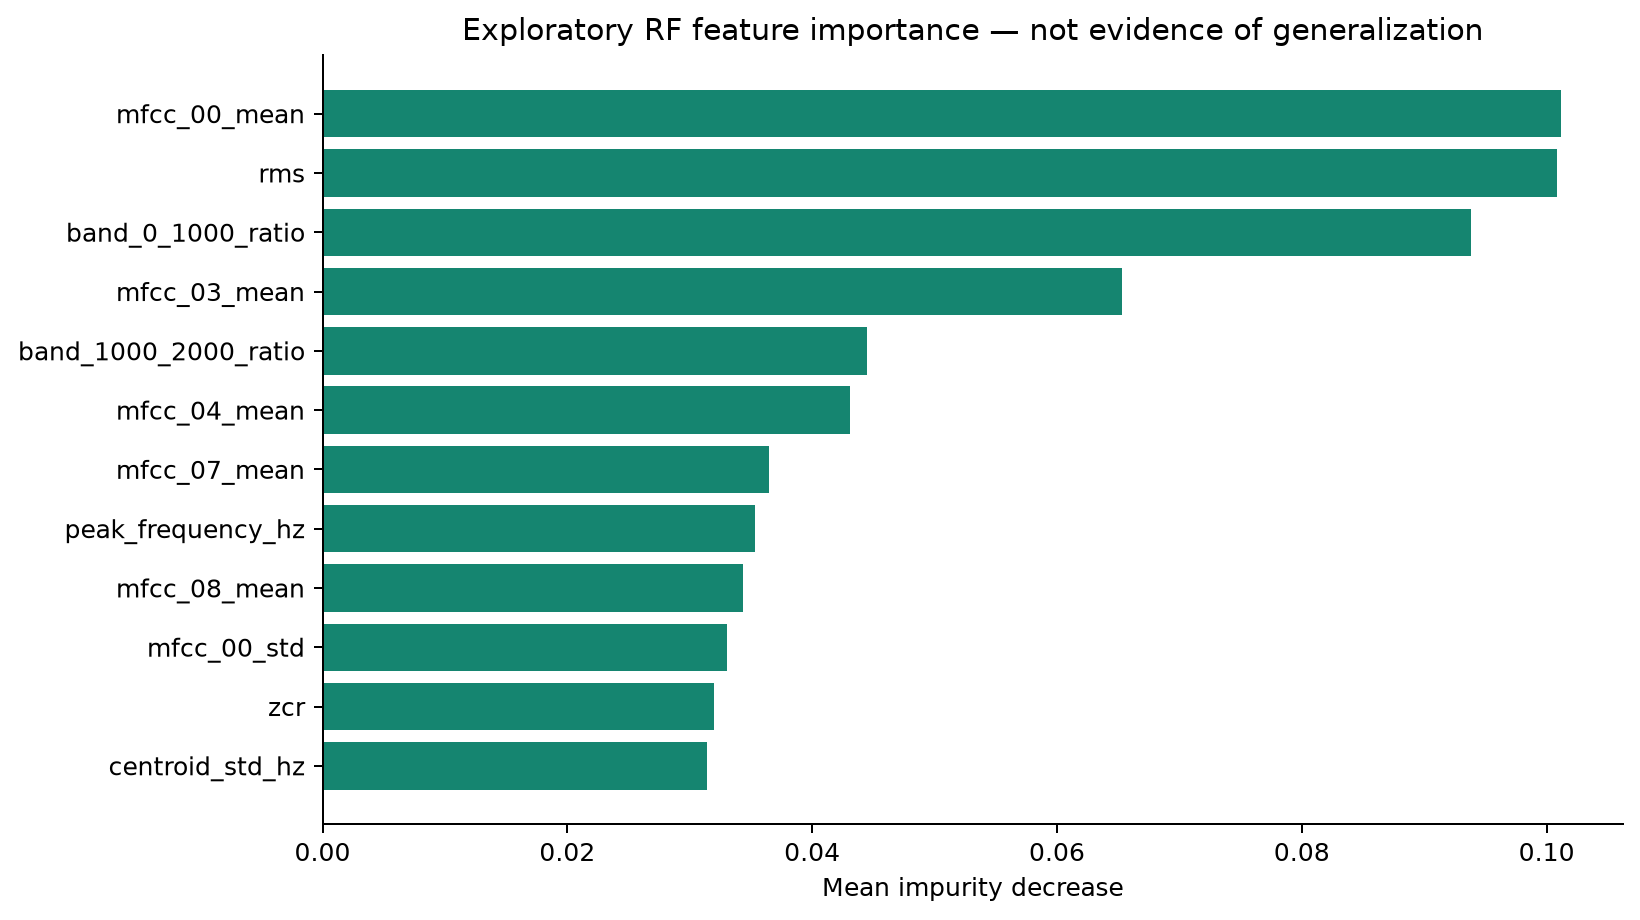 Exploratory RF feature importance — not evidence of generalization
mfcc_00_mean
rms
band_0_1000_ratio
mfcc_03_mean
band_1000_2000_ratio
mfcc_04_mean
mfcc_07_mean
peak_frequency_hz
mfcc_08_mean
mfcc_00_std
zcr
centroid_std_hz
0.00 0.02 0.04 0.06 0.08 0.10
Mean impurity decrease